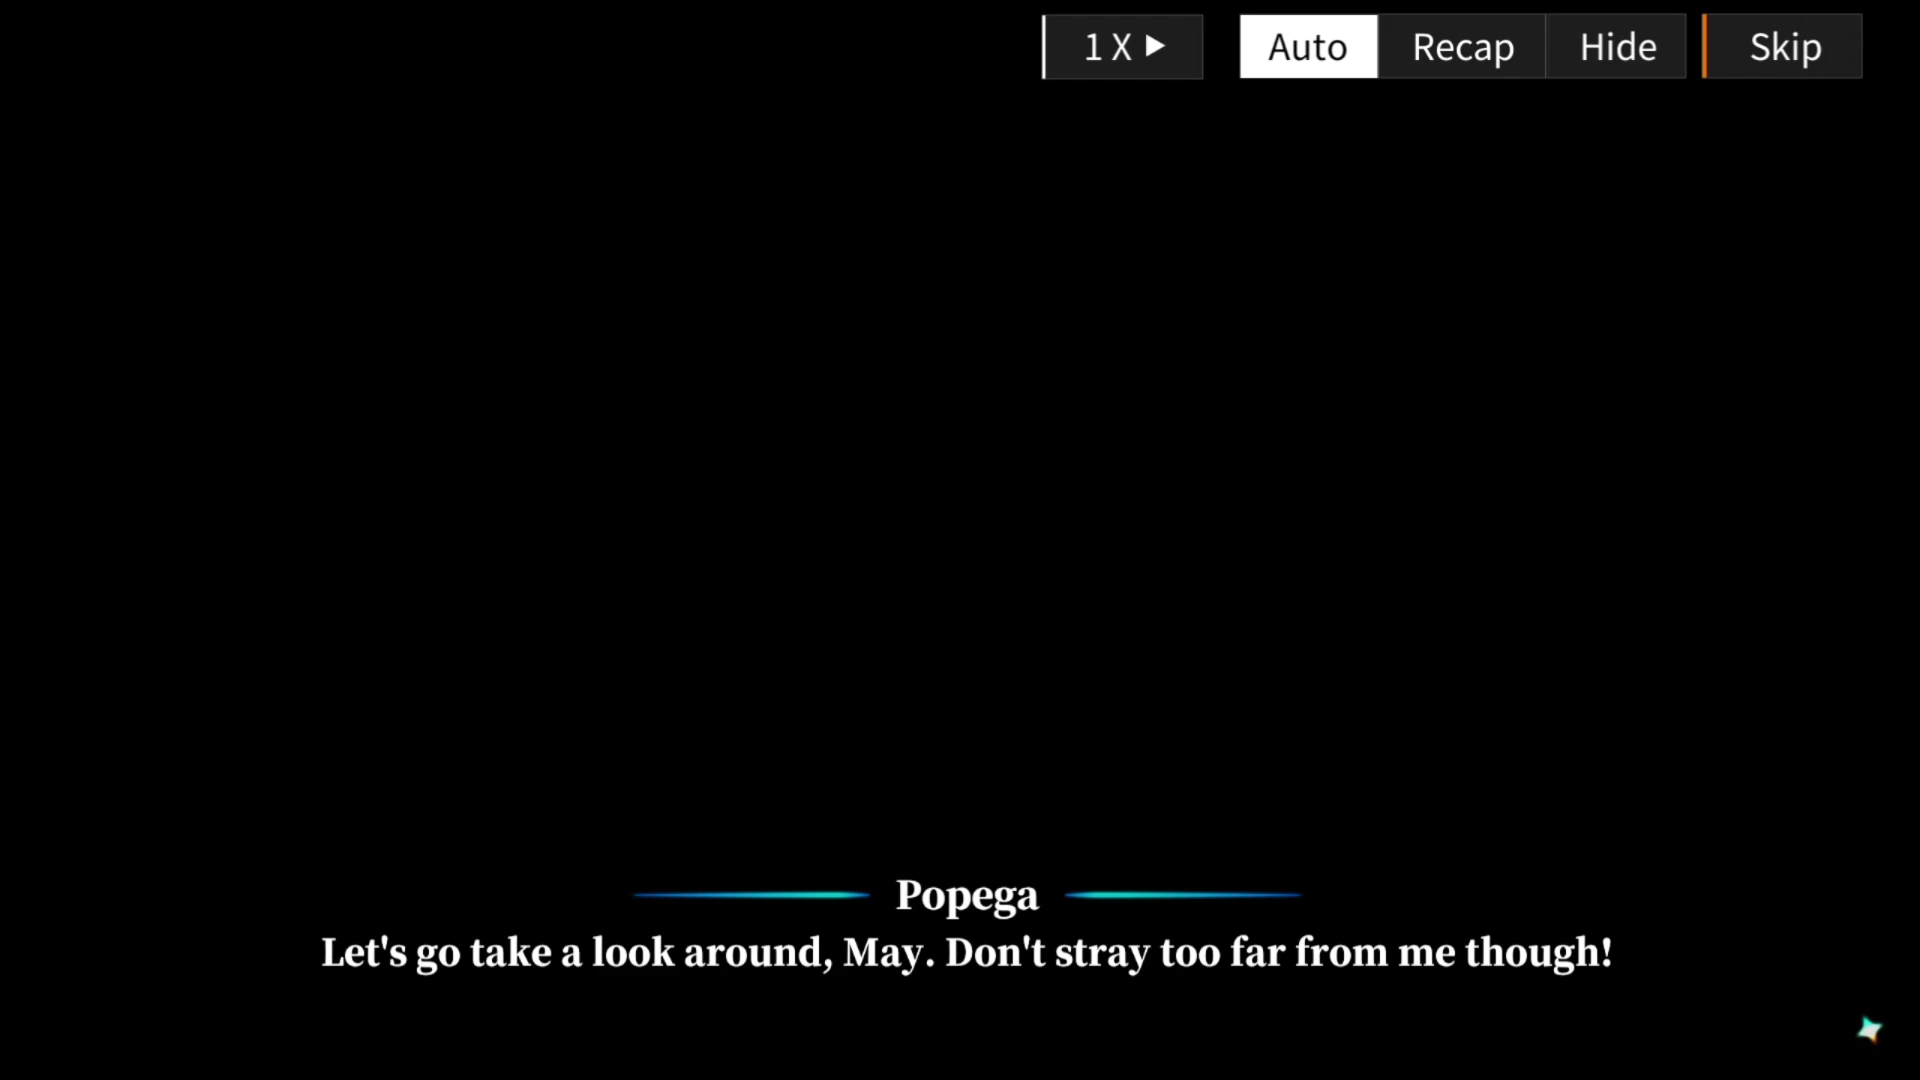 1 X ▶
Auto
Recap
Hide
Skip
Popega
Let's go take a look around, May. Don't stray too far from me though!